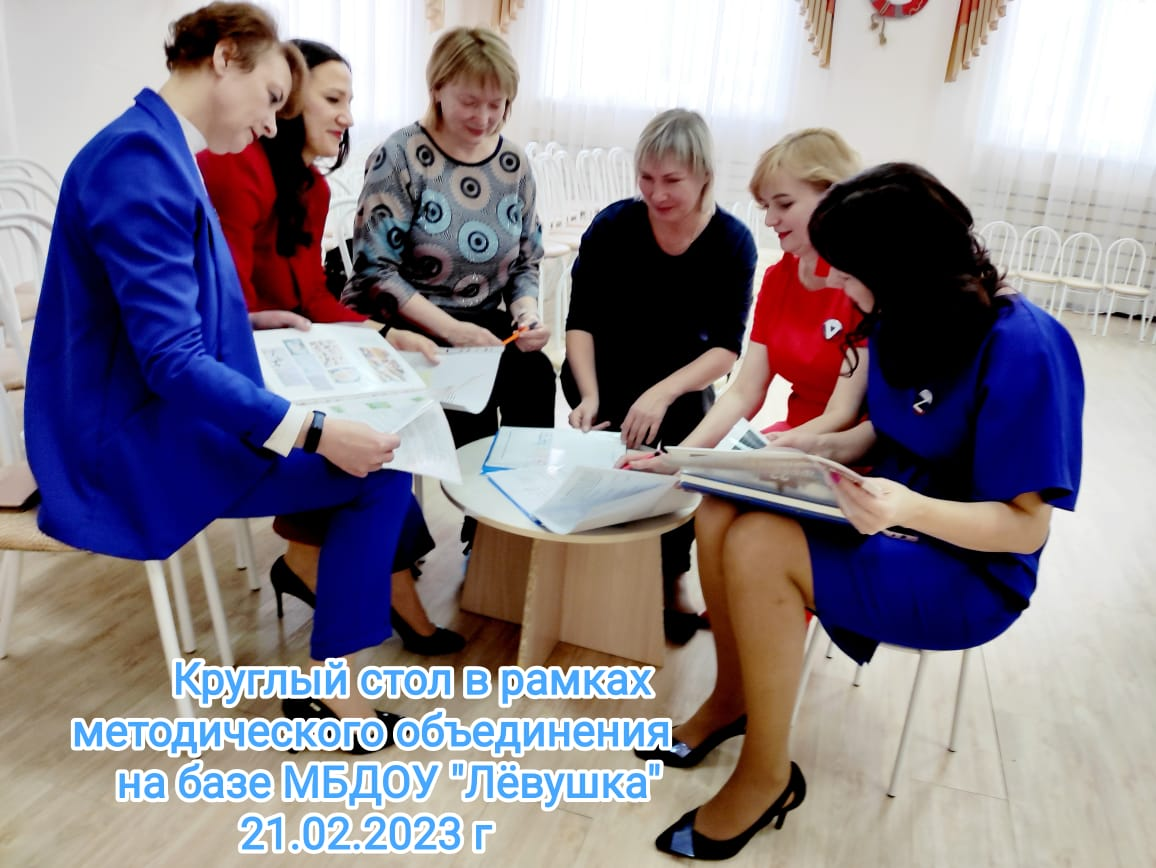 Круглый стол в рамках
методического объединения
на базе МБДОУ "Лёвушка"
21.02.2023 г